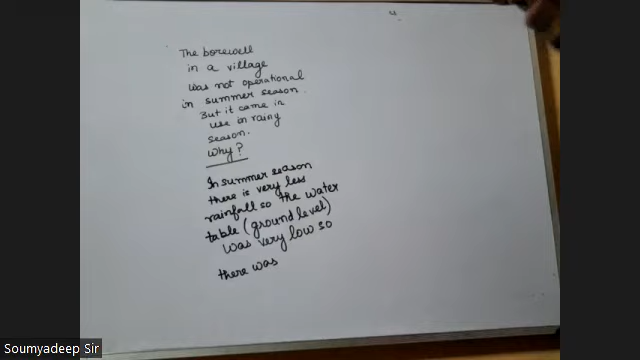 The borewell
in a village
was not operational
in summer season.
But it came in
use in rainy
season.
Why?
In summer season
there is very less
rainfall so the water
table (ground level)
was very low so
there was
Soumyadeep Sir